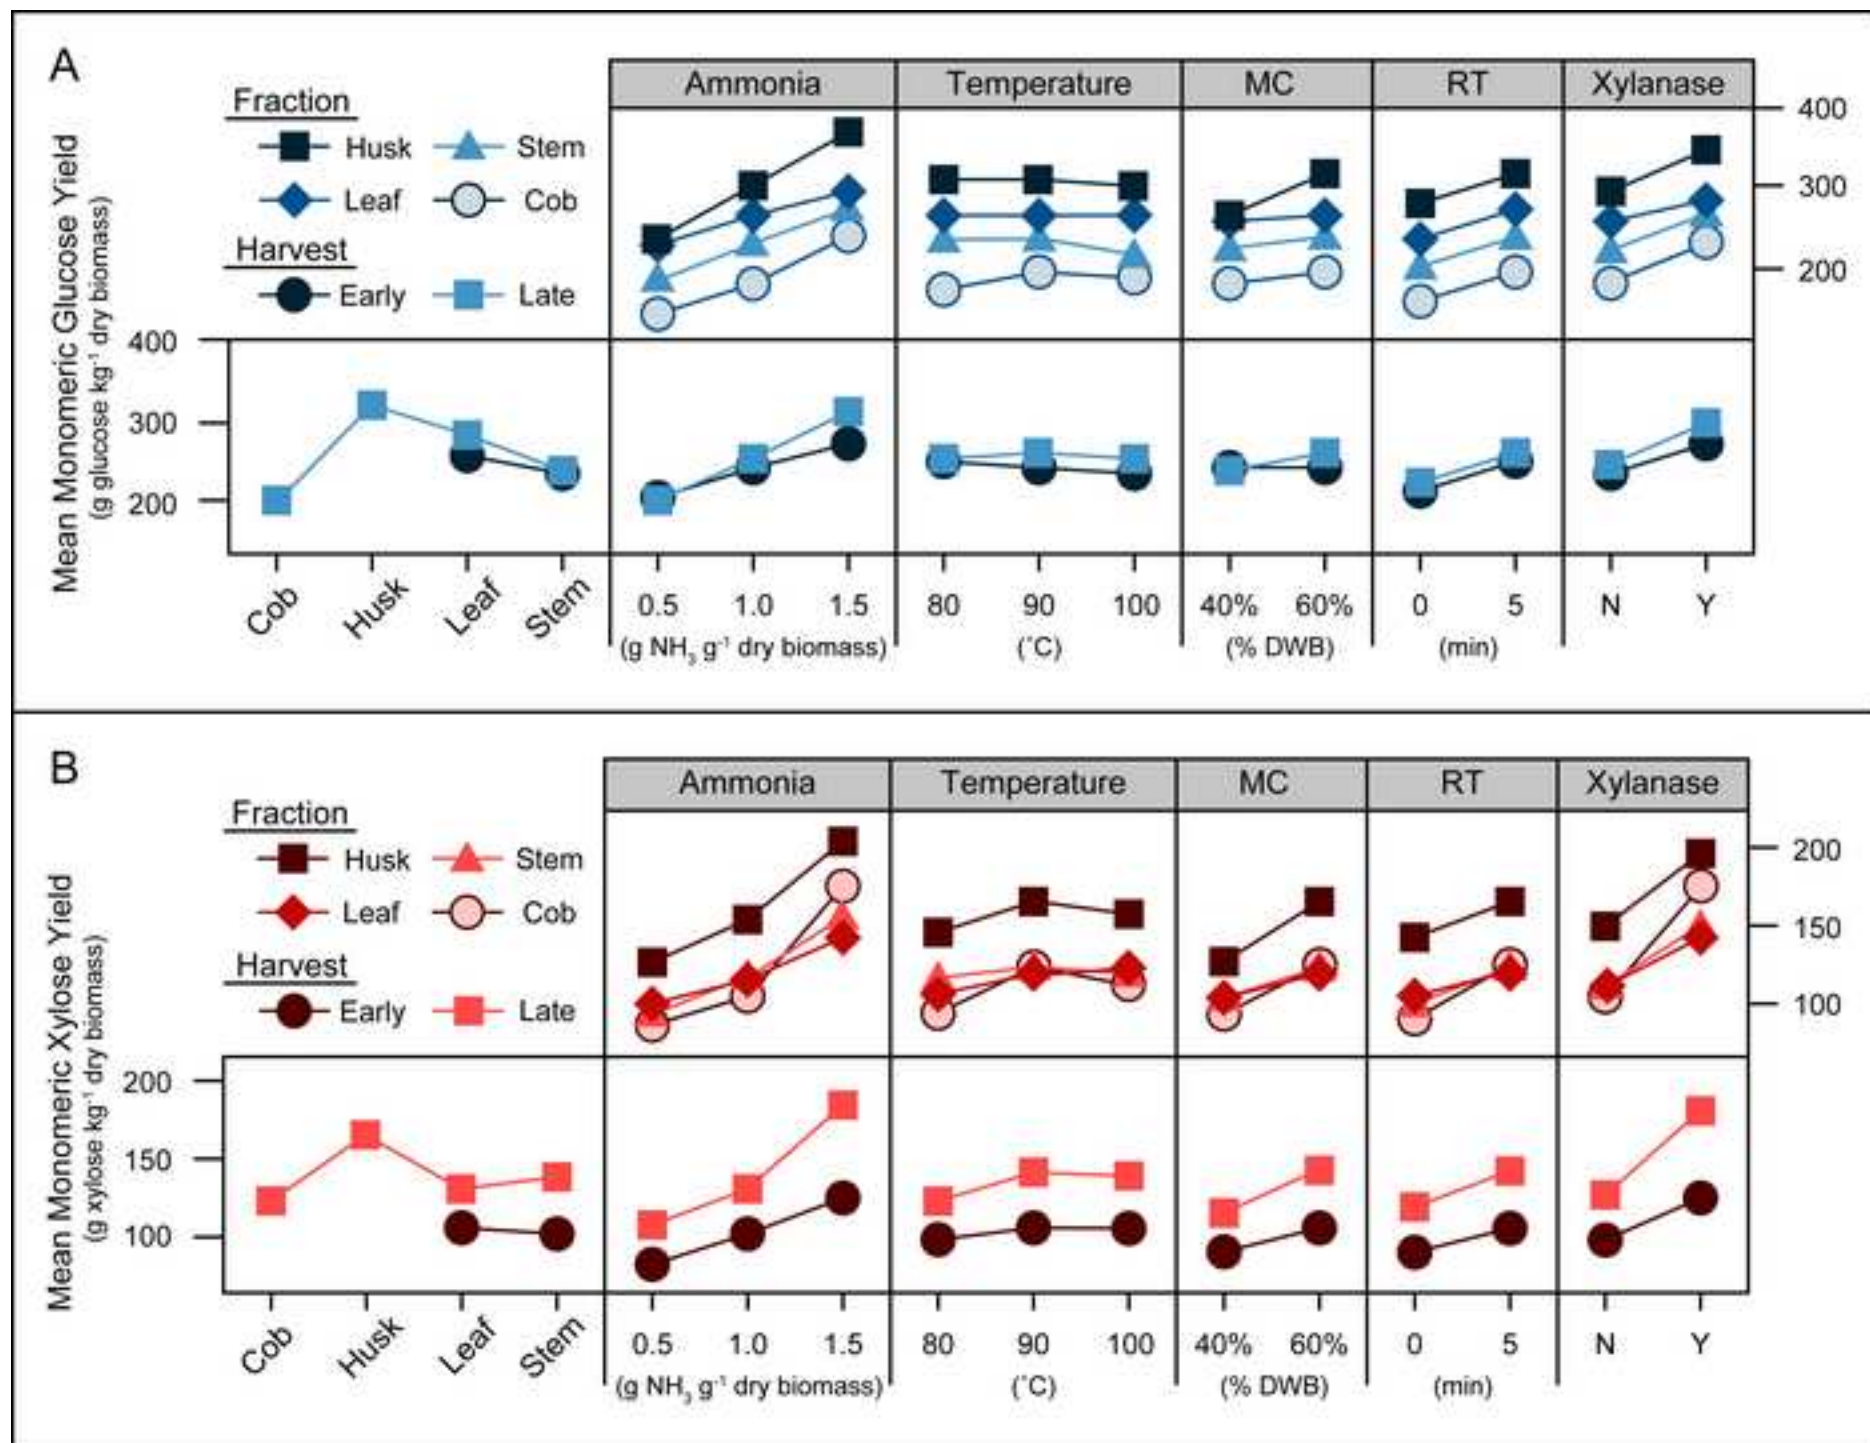 A
Ammonia Temperature MC RT Xylanase
Fraction
Husk Stem
Leaf Cob
Harvest
Early Late
400
300
200
Mean Monomeric Glucose Yield
(g glucose kg⁻¹ dry biomass)
400
300
200
Cob Husk Leaf Stem
0.5 1.0 1.5 80 90 100 40% 60% 0 5 N Y
(g NH₃ g⁻¹ dry biomass) (˚C) (% DWB) (min)
B
Ammonia Temperature MC RT Xylanase
Fraction
Husk Stem
Leaf Cob
Harvest
Early Late
200
150
100
Mean Monomeric Xylose Yield
(g xylose kg⁻¹ dry biomass)
200
150
100
Cob Husk Leaf Stem
0.5 1.0 1.5 80 90 100 40% 60% 0 5 N Y
(g NH₃ g⁻¹ dry biomass) (˚C) (% DWB) (min)